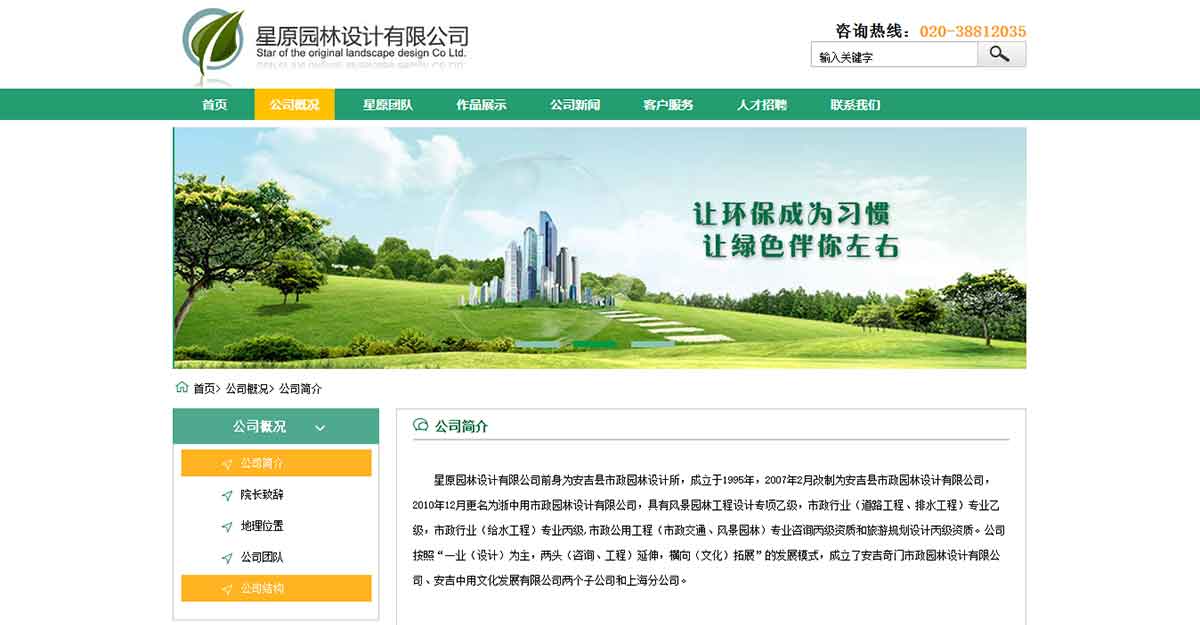 星原园林设计有限公司
Star of the original landscape design Co Ltd.
咨询热线：020-38812035
输入关键字
首页 公司概况 星原团队 作品展示 公司新闻 客户服务 人才招聘 联系我们
让环保成为习惯
让绿色伴你左右
首页> 公司概况> 公司简介
公司概况
公司简介
院长致辞
地理位置
公司团队
公司结构
公司简介
星原园林设计有限公司前身为安吉县市政园林设计所，成立于1995年，2007年2月改制为安吉县市政园林设计有限公司，
2010年12月更名为浙中用市政园林设计有限公司，具有风景园林工程设计专项乙级，市政行业（道路工程、排水工程）专业乙
级，市政行业（给水工程）专业丙级,市政公用工程（市政交通、风景园林）专业咨询丙级资质和旅游规划设计丙级资质。公司
按照“一业（设计）为主，两头（咨询、工程）延伸，横向（文化）拓展”的发展模式，成立了安吉奇门市政园林设计有限公
司、安吉中用文化发展有限公司两个子公司和上海分公司。